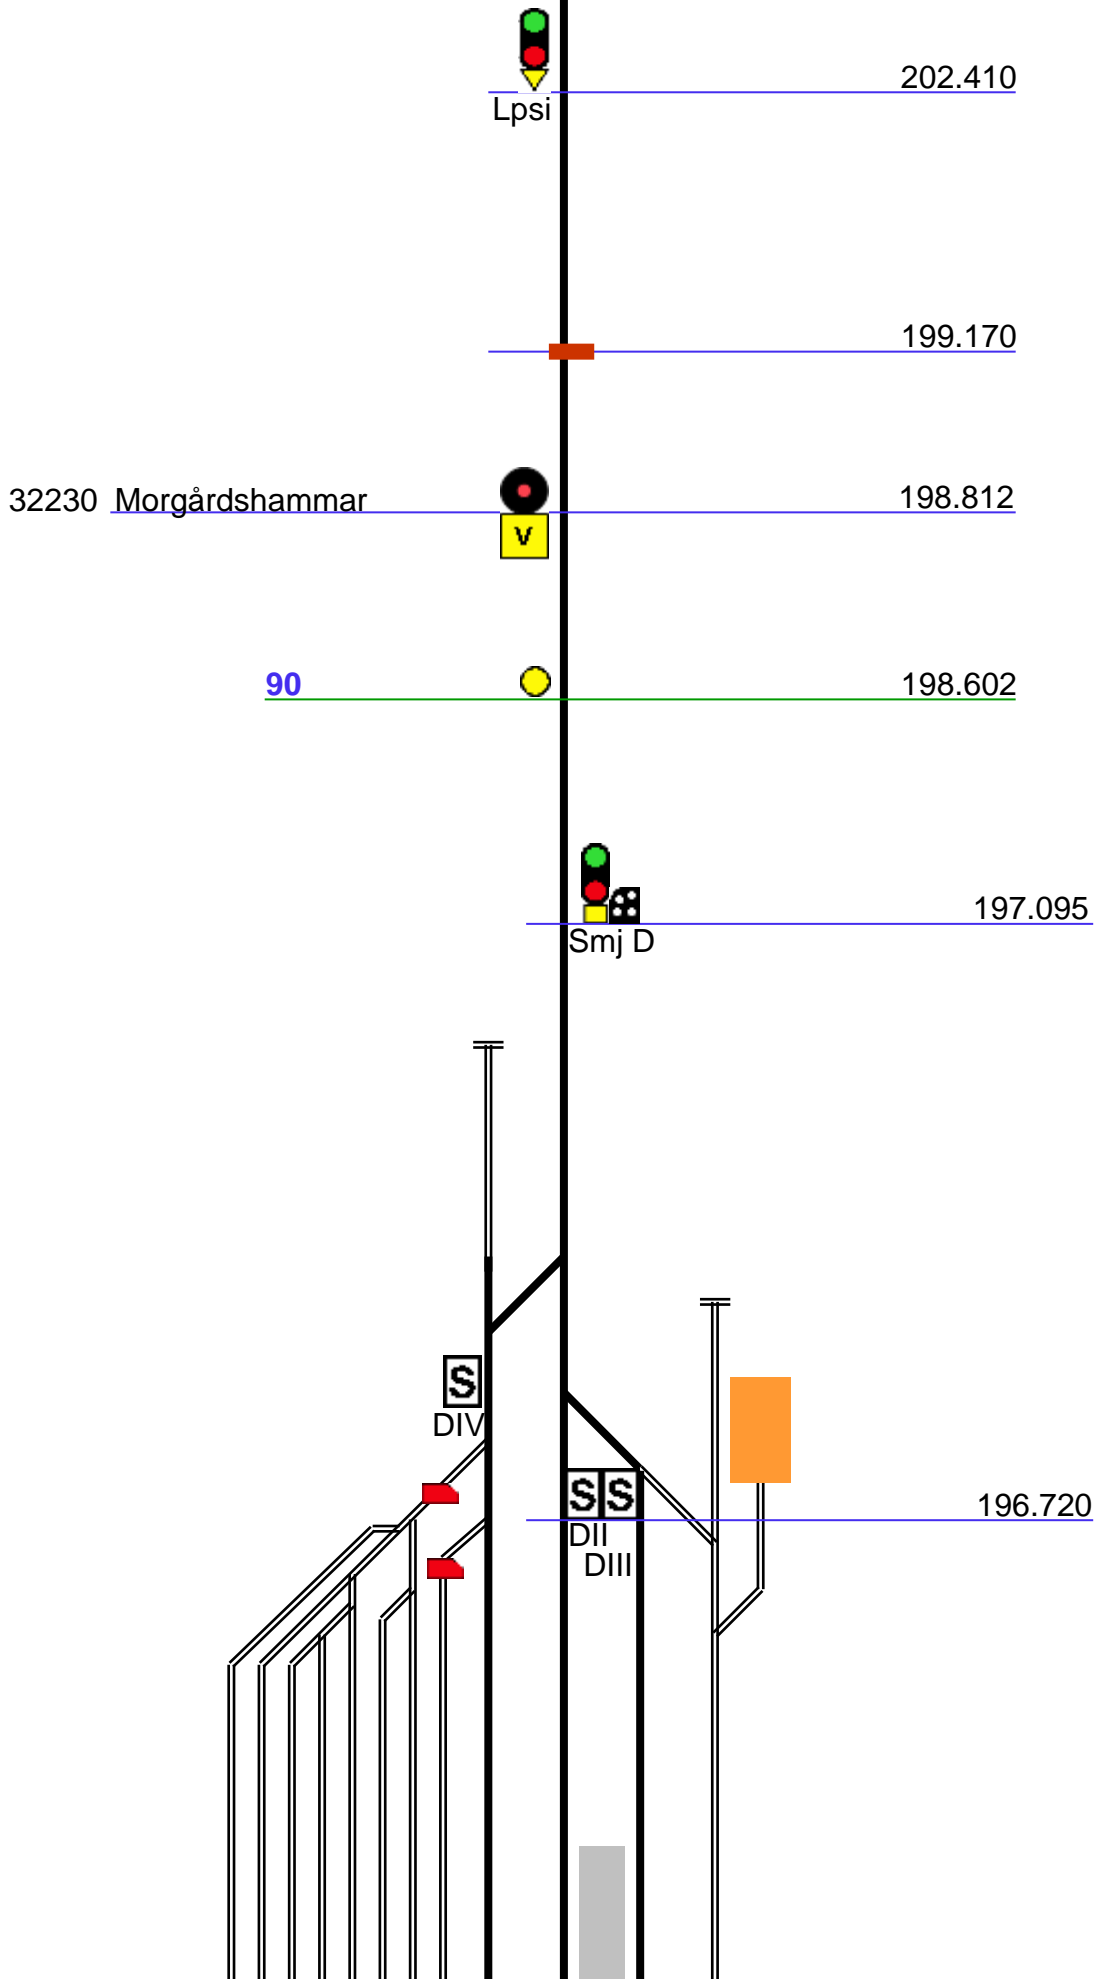 202.410
Lpsi
199.170
32230 Morgårdshammar 198.812
V
90 198.602
197.095
Smj D
S
DIV
S S
196.720
DII
DIII